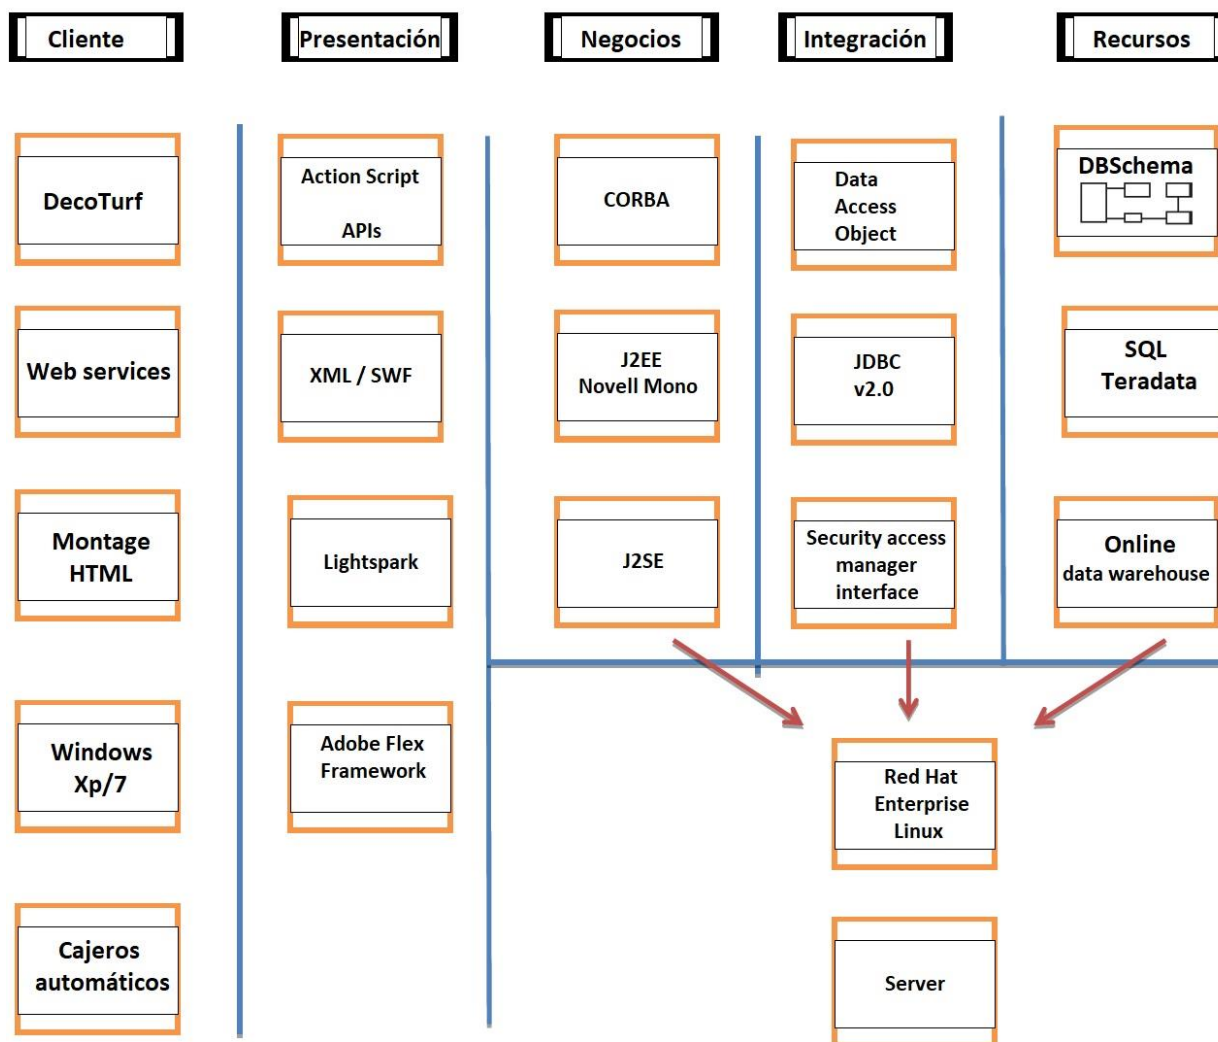 Cliente
Presentación
Negocios
Integración
Recursos
DecoTurf
Action Script
APIs
CORBA
Data
Access
Object
DBSchema
Web services
XML / SWF
J2EE
Novell Mono
JDBC
v2.0
SQL
Teradata
Montage
HTML
Lightspark
J2SE
Security access
manager
interface
Online
data warehouse
Windows
Xp/7
Adobe Flex
Framework
Red Hat
Enterprise
Linux
Cajeros
automáticos
Server